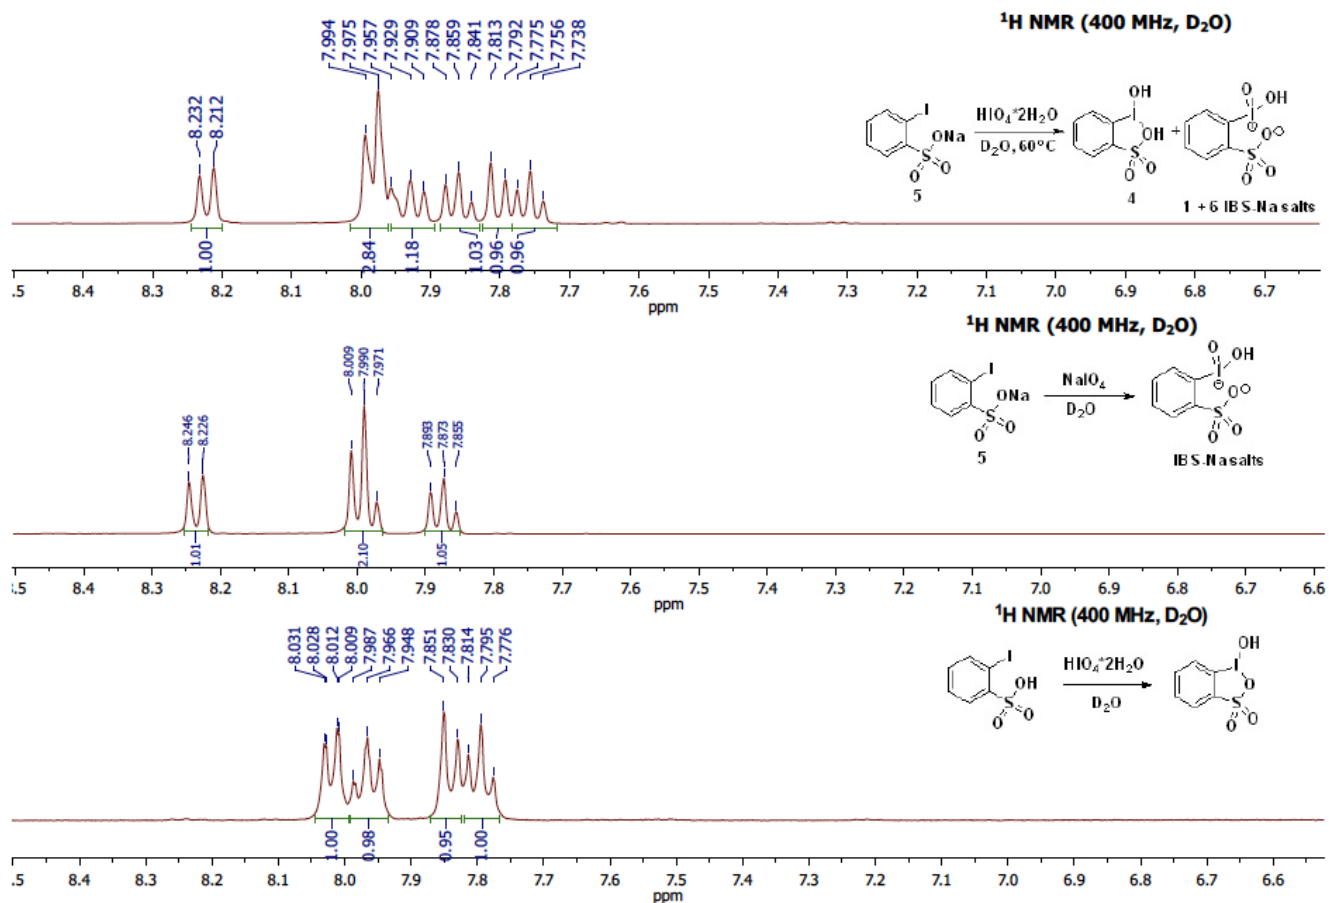 ¹H NMR (400 MHz, D₂O)
7.994 7.975 7.957 7.929 7.909 7.878 7.859 7.841 7.813 7.792 7.775 7.756 7.738
8.232 8.212
I ONa S O O
5
HIO₄*2H₂O
D₂O, 60°C
OH I OH S O O
4
+
O I OH ⊕ O⊖ S O O
1 + 6 IBS-Na salts
1.00 2.84 1.18 1.03 0.96 0.96
.5 8.3 8.2 8.1 8.0 7.9 7.8 7.7 7.6 7.5 7.4 7.3 7.2 7.1 7.0 6.9 6.8 6.7
ppm
¹H NMR (400 MHz, D₂O)
8.246 8.226
8.009 7.990 7.971
7.893 7.873 7.855
I ONa S O O
5
NaIO₄
D₂O
O I OH ⊖ O⊖ S O O
IBS-Na salts
1.01 2.10 1.05
:.5 8.4 8.3 8.2 8.1 8.0 7.9 7.8 7.7 7.6 7.5 7.4 7.3 7.2 7.1 7.0 6.9 6.8 6.7 6.6
ppm
¹H NMR (400 MHz, D₂O)
8.031 8.028 8.012 8.009 7.987 7.966 7.948
7.851 7.830 7.814 7.795 7.776
I OH S O O
HIO₄*2H₂O
D₂O
OH I O S O O
1.00 0.98 0.95 1.00
.5 8.4 8.3 8.2 8.1 8.0 7.9 7.8 7.7 7.6 7.5 7.4 7.3 7.2 7.1 7.0 6.9 6.8 6.7 6.6
ppm